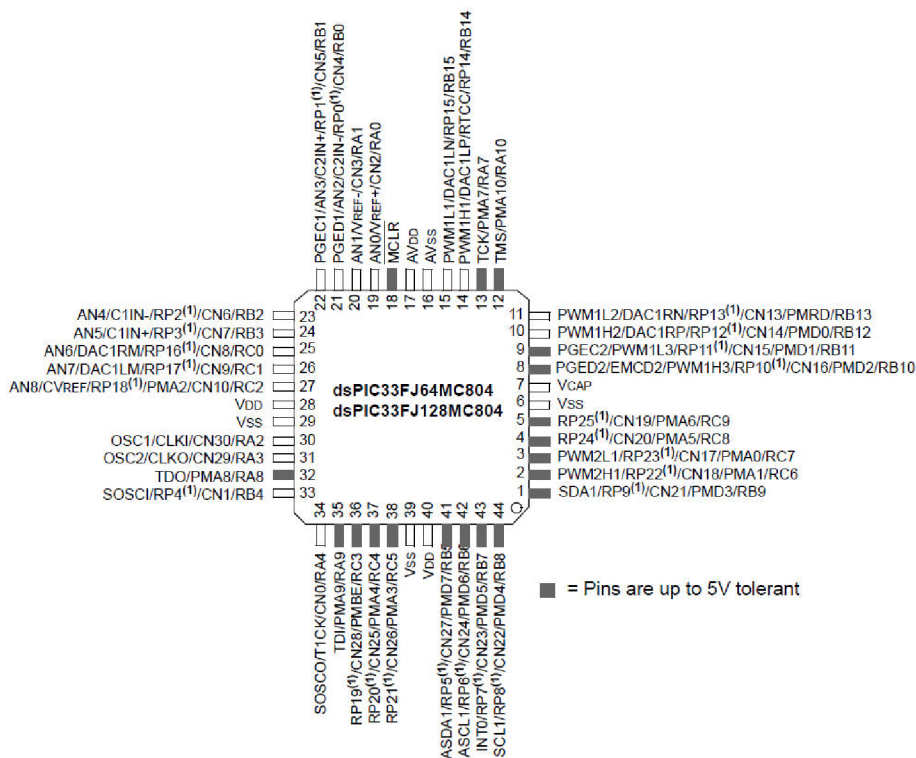 PGEC1/AN3/C2IN+/RP1(1)/CN5/RB1
PGED1/AN2/C2IN-/RP0(1)/CN4/RB0
AN1/VREF-/CN3/RA1
AN0/VREF+/CN2/RA0
MCLR
AVDD
AVSS
PWM1L1/DAC1LN/RP15/RB15
PWM1H1/DAC1LP/RTCC/RP14/RB14
TCK/PMA7/RA7
TMS/PMA10/RA10
22 21 20 19 18 17 16 15 14 13 12
AN4/C1IN-/RP2(1)/CN6/RB2 23
AN5/C1IN+/RP3(1)/CN7/RB3 24
AN6/DAC1RM/RP16(1)/CN8/RC0 25
AN7/DAC1LM/RP17(1)/CN9/RC1 26
AN8/CVREF/RP18(1)/PMA2/CN10/RC2 27
VDD 28
VSS 29
OSC1/CLKI/CN30/RA2 30
OSC2/CLKO/CN29/RA3 31
TDO/PMA8/RA8 32
SOSCI/RP4(1)/CN1/RB4 33
dsPIC33FJ64MC804
dsPIC33FJ128MC804
11 PWM1L2/DAC1RN/RP13(1)/CN13/PMRD/RB13
10 PWM1H2/DAC1RP/RP12(1)/CN14/PMD0/RB12
9 PGEC2/PWM1L3/RP11(1)/CN15/PMD1/RB11
8 PGED2/EMCD2/PWM1H3/RP10(1)/CN16/PMD2/RB10
7 VCAP
6 VSS
5 RP25(1)/CN19/PMA6/RC9
4 RP24(1)/CN20/PMA5/RC8
3 PWM2L1/RP23(1)/CN17/PMA0/RC7
2 PWM2H1/RP22(1)/CN18/PMA1/RC6
1 SDA1/RP9(1)/CN21/PMD3/RB9
34 35 36 37 38 39 40 41 42 43 44
SOSCO/T1CK/CN0/RA4
TDI/PMA9/RA9
RP19(1)/CN28/PMBE/RC3
RP20(1)/CN25/PMA4/RC4
RP21(1)/CN26/PMA3/RC5
VSS
VDD
ASDA1/RP5(1)/CN27/PMD7/RB5
ASCL1/RP6(1)/CN24/PMD6/RB6
INT0/RP7(1)/CN23/PMD5/RB7
SCL1/RP8(1)/CN22/PMD4/RB8
= Pins are up to 5V tolerant